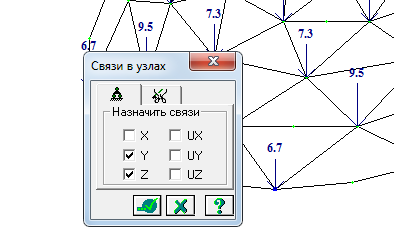 7.3
9.5
7.3
6.7
9.5
6.7
Связи в узлах
Назначить связи
X UX
Y UY
Z UZ